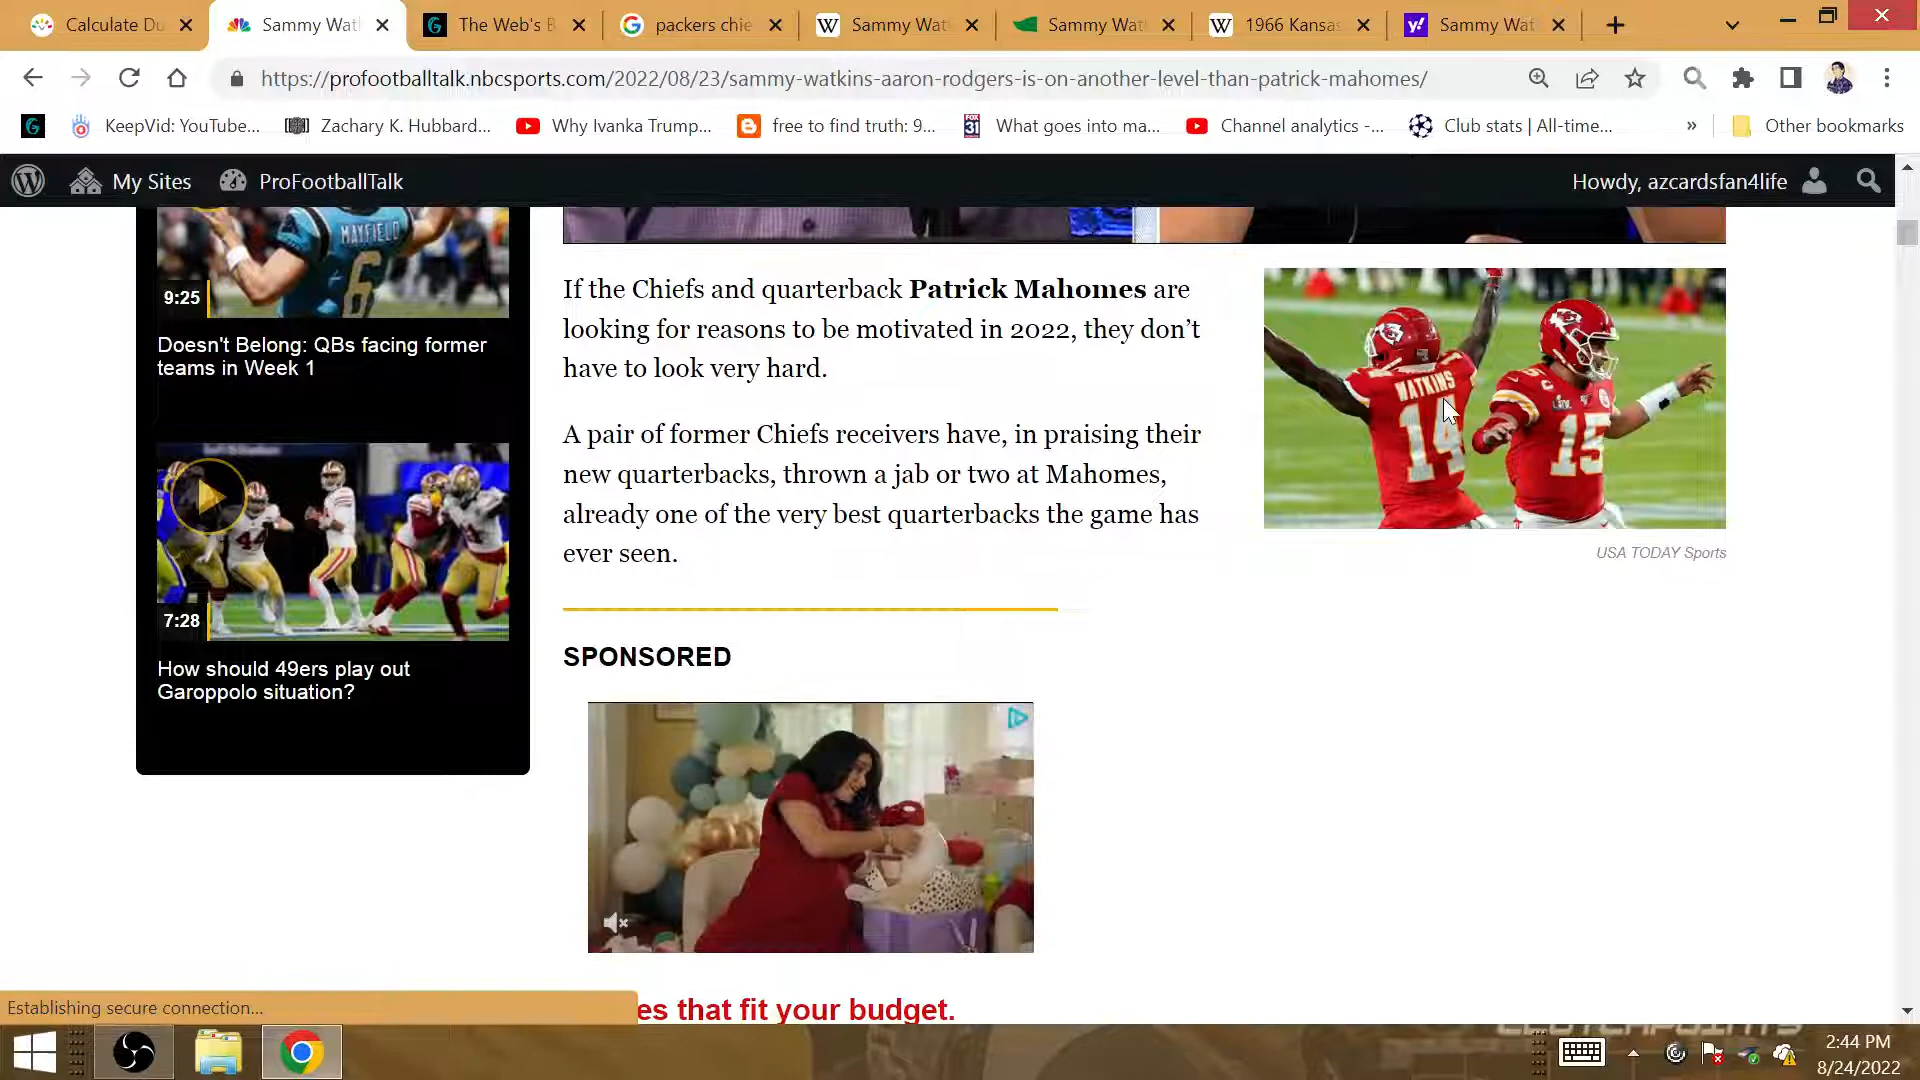 Calculate Du
Sammy Wat
The Web's B
packers chie
Sammy Wat
Sammy Wat
1966 Kansas
Sammy Wat
https://profootballtalk.nbcsports.com/2022/08/23/sammy-watkins-aaron-rodgers-is-on-another-level-than-patrick-mahomes/
KeepVid: YouTube...
Zachary K. Hubbard...
Why Ivanka Trump...
free to find truth: 9...
What goes into ma...
Channel analytics -...
Club stats | All-time...
»
Other bookmarks
My Sites
ProFootballTalk
Howdy, azcardsfan4life
MAYFIELD
6
9:25
Doesn't Belong: QBs facing former
teams in Week 1
44
7:28
How should 49ers play out
Garoppolo situation?
If the Chiefs and quarterback Patrick Mahomes are
looking for reasons to be motivated in 2022, they don’t
have to look very hard.
A pair of former Chiefs receivers have, in praising their
new quarterbacks, thrown a jab or two at Mahomes,
already one of the very best quarterbacks the game has
ever seen.
WATKINS
14
15
USA TODAY Sports
SPONSORED
es that fit your budget.
Establishing secure connection...
CLUTCHPOINTS
2:44 PM
8/24/2022